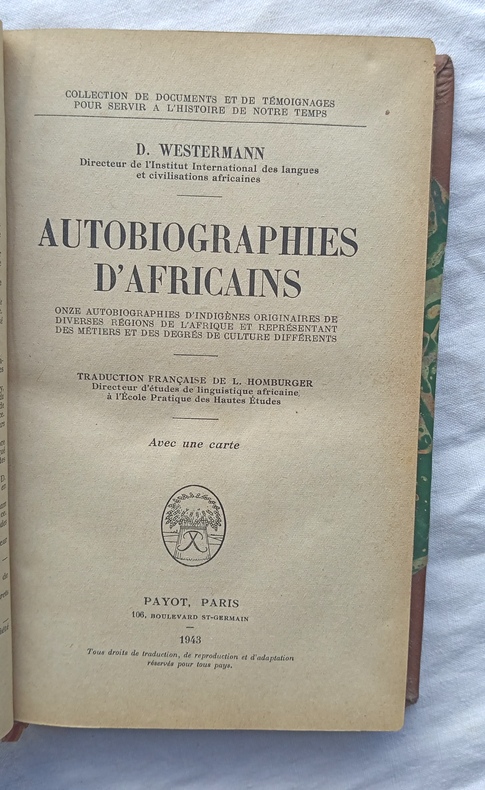 COLLECTION DE DOCUMENTS ET DE TÉMOIGNAGES
POUR SERVIR A L'HISTOIRE DE NOTRE TEMPS
D. WESTERMANN
Directeur de l'Institut International des langues
et civilisations africaines
AUTOBIOGRAPHIES
D'AFRICAINS
ONZE AUTOBIOGRAPHIES D'INDIGÈNES ORIGINAIRES DE
DIVERSES RÉGIONS DE L'AFRIQUE ET REPRÉSENTANT
DES MÉTIERS ET DES DEGRÉS DE CULTURE DIFFÉRENTS
TRADUCTION FRANÇAISE DE L. HOMBURGER
Directeur d'études de linguistique africaine
à l'École Pratique des Hautes Études
Avec une carte
PAYOT, PARIS
106, BOULEVARD ST-GERMAIN
1943
Tous droits de traduction, de reproduction et d'adaptation
réservés pour tous pays.